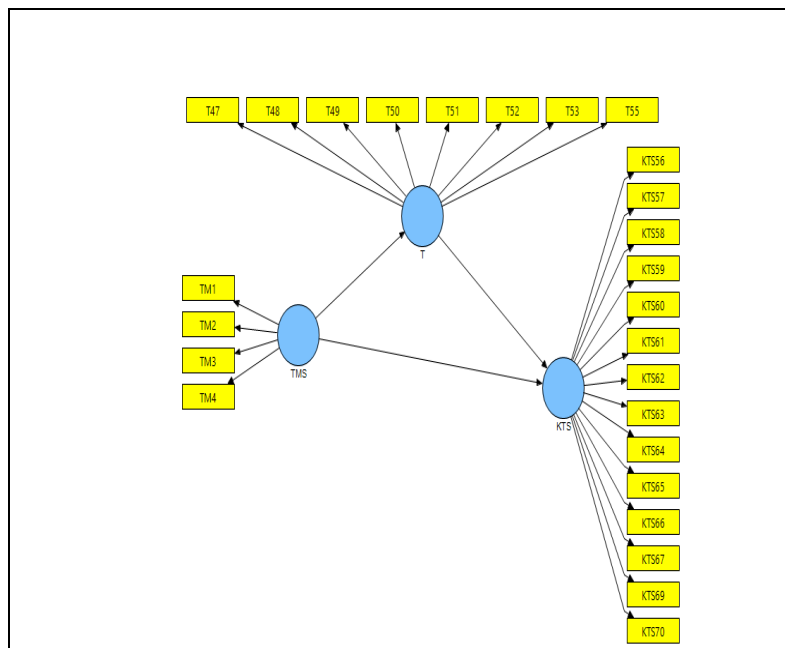 T47 T48 T49 T50 T51 T52 T53 T55
KTS56
KTS57
KTS58
KTS59
KTS60
KTS61
KTS62
KTS63
KTS64
KTS65
KTS66
KTS67
KTS69
KTS70
T
TM1
TM2
TM3
TM4
TMS
KTS